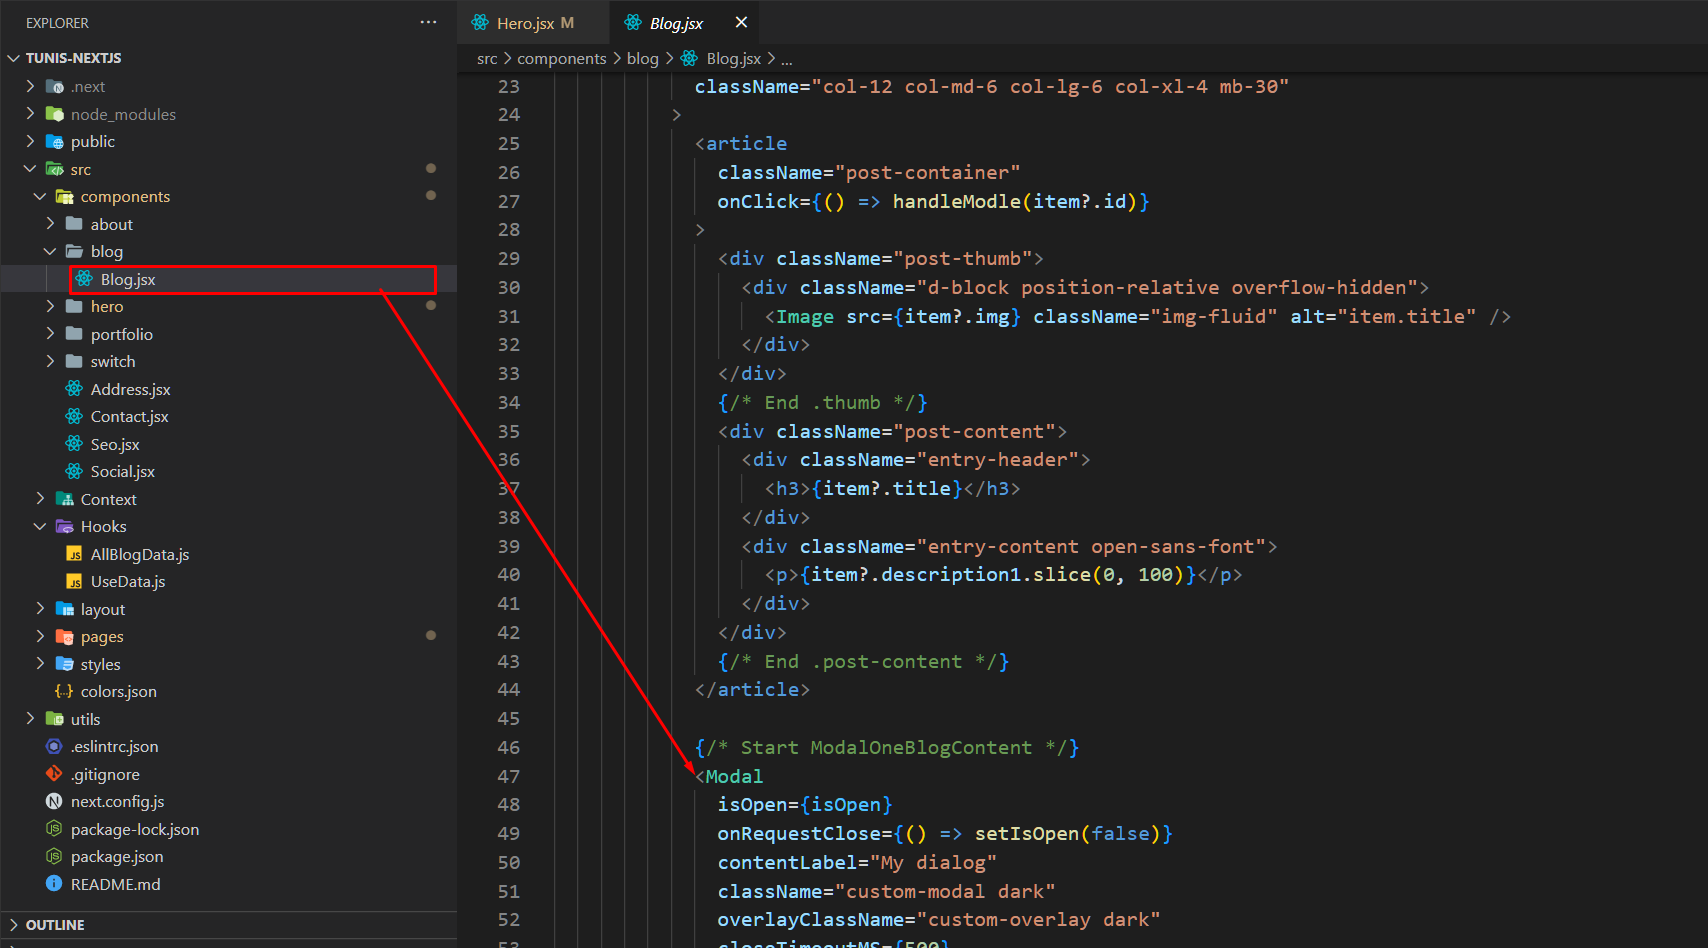 EXPLORER
TUNIS-NEXTJS
.next
node_modules
public
src
components
about
blog
Blog.jsx
hero
portfolio
switch
Address.jsx
Contact.jsx
Seo.jsx
Social.jsx
Context
Hooks
JS AllBlogData.js
JS UseData.js
layout
pages
styles
{..} colors.json
utils
.eslintrc.json
.gitignore
N next.config.js
package-lock.json
package.json
README.md
OUTLINE
Hero.jsx M
Blog.jsx
src > components > blog > Blog.jsx > ...
23 className="col-12 col-md-6 col-lg-6 col-xl-4 mb-30"
24 >
25 <article
26 className="post-container"
27 onClick={() => handleModle(item?.id)}
28 >
29 <div className="post-thumb">
30 <div className="d-block position-relative overflow-hidden">
31 <Image src={item?.img} className="img-fluid" alt="item.title" />
32 </div>
33 </div>
34 {/* End .thumb */}
35 <div className="post-content">
36 <div className="entry-header">
37 <h3>{item?.title}</h3>
38 </div>
39 <div className="entry-content open-sans-font">
40 <p>{item?.description1.slice(0, 100)}</p>
41 </div>
42 </div>
43 {/* End .post-content */}
44 </article>
45
46 {/* Start ModalOneBlogContent */}
47 <Modal
48 isOpen={isOpen}
49 onRequestClose={() => setIsOpen(false)}
50 contentLabel="My dialog"
51 className="custom-modal dark"
52 overlayClassName="custom-overlay dark"
53 closeTimeoutMS={500}